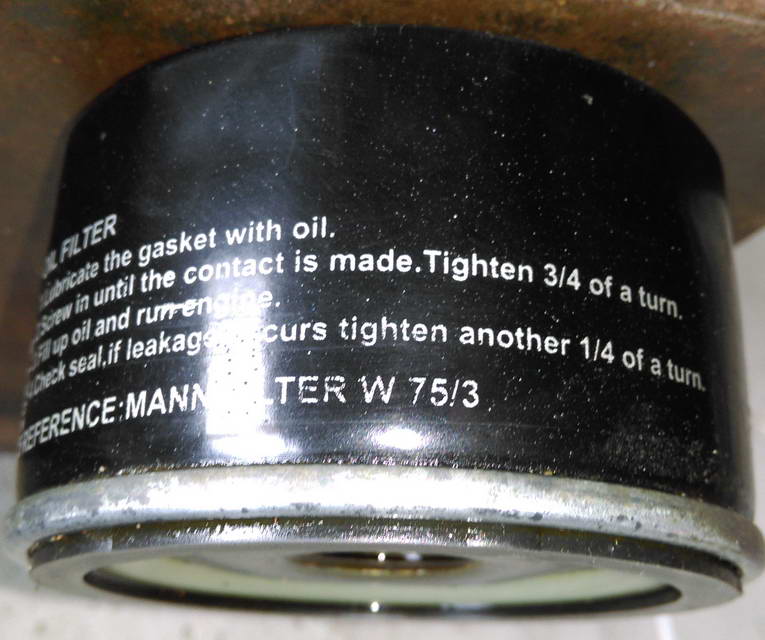 OIL FILTER
Lubricate the gasket with oil.
Screw in until the contact is made.Tighten 3/4 of a turn.
Fill up oil and run engine.
Check seal,if leakage occurs tighten another 1/4 of a turn.
REFERENCE:MANN FILTER W 75/3